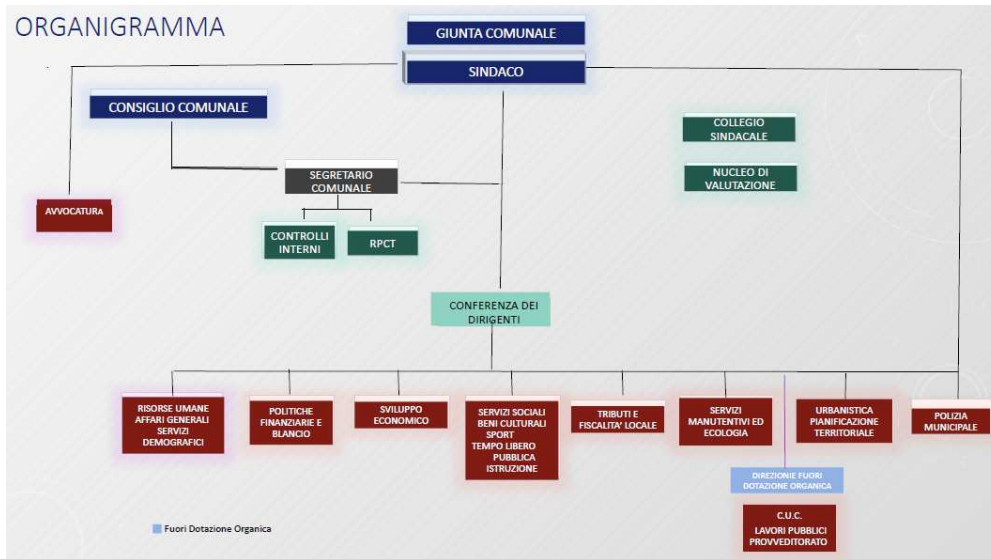 ORGANIGRAMMA
GIUNTA COMUNALE
SINDACO
CONSIGLIO COMUNALE
COLLEGIO
SINDACALE
SEGRETARIO
COMUNALE
NUCLEO DI
VALUTAZIONE
AVVOCATURA
CONTROLLI
INTERNI
RPCT
CONFERENZA DEI
DIRIGENTI
RISORSE UMANE
AFFARI GENERALI
SERVIZI
DEMOGRAFICI
POLITICHE
FINANZIARIE E
BLANCIO
SVILUPPO
ECONOMICO
SERVIZI SOCIALI
BENI CULTURALI
SPORT
TEMPO LIBERO
PUBBLICA
ISTRUZIONE
TRIBUTI E
FISCALITA' LOCALE
SERVIZI
MANUTENTIVI ED
ECOLOGIA
URBANISTICA
PIANIFICAZIONE
TERRITORIALE
POLIZIA
MUNICIPALE
DIREZIONIE FUORI
DOTAZIONE ORGANICA
C.U.C.
LAVORI PUBBLICI
PROVVEDITORATO
Fuori Dotazione Organica